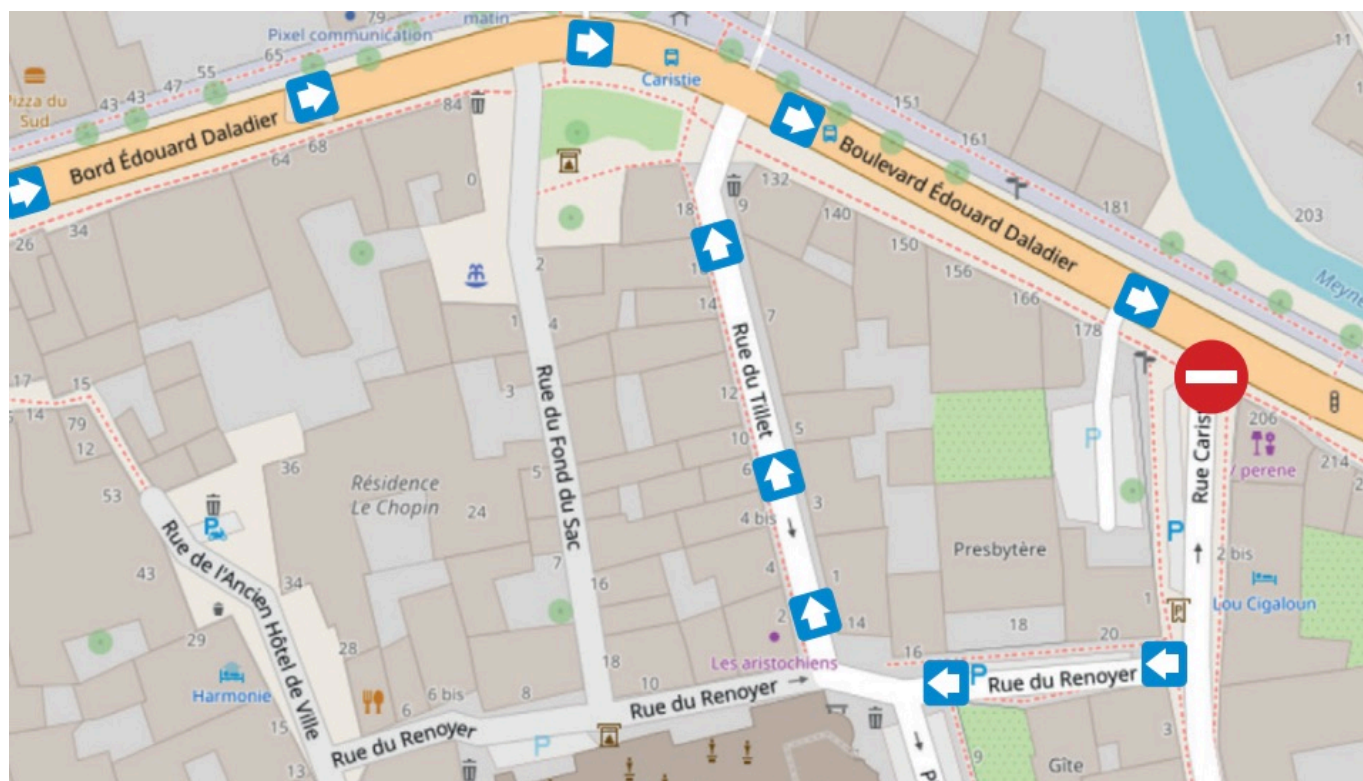 79
matin
Pixel communication
65
55
47
43
43
Pizza du
Sud
Caristie
11
151
161
181
203
Bord Édouard Daladier
Boulevard Édouard Daladier
84
68
64
34
26
0
132
9
18
140
150
156
166
178
2
1
4
3
5
7
16
18
14
7
12
10
5
6
3
4 bis
4
1
2
14
Rue du Fond du Sac
Rue du Tillet
17
15
14
79
12
53
36
Résidence
Le Chopin
24
P
P
P
206
perene
214
Rue Caris
2 bis
Presbytère
Lou Cigaloun
P
1
Rue de l'Ancien Hôtel de Ville
43
34
29
28
Harmonie
15
13
Les aristochiens
16
18
20
P
Rue du Renoyer
6 bis
6
8
10
Rue du Renoyer
Rue du Renoyer
P
9
3
Gîte
P